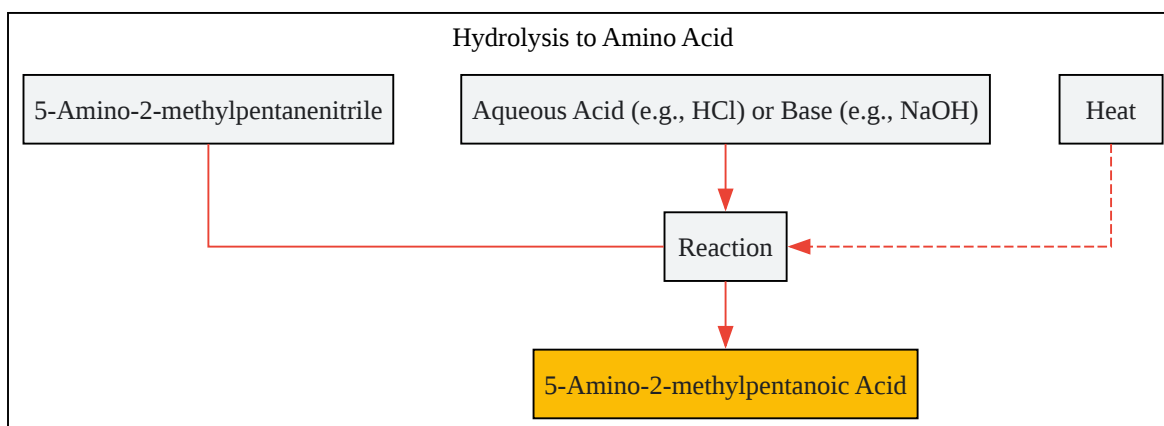 Hydrolysis to Amino Acid
5-Amino-2-methylpentanenitrile
Aqueous Acid (e.g., HCl) or Base (e.g., NaOH)
Heat
Reaction
5-Amino-2-methylpentanoic Acid